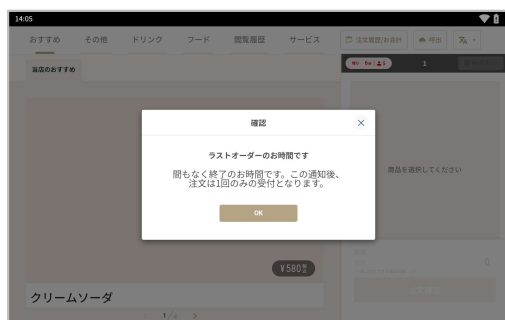 14:05
おすすめ その他 ドリンク フード 閲覧履歴 サービス
注文履歴/お会計 呼出
当店のおすすめ
1
確認
ラストオーダーのお時間です
間もなく終了のお時間です。この通知後、
注文は1回のみの受付となります。
OK
商品を選択してください
¥580
0
クリームソーダ
1/2